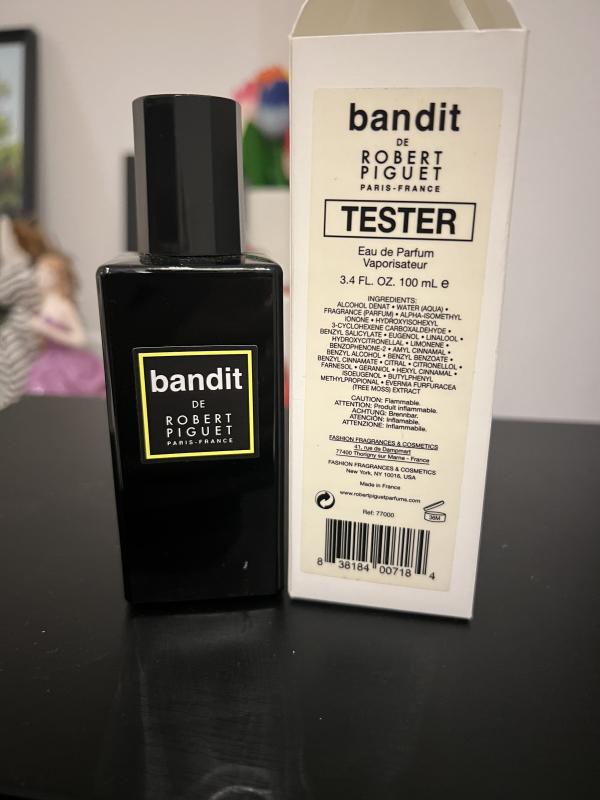 bandit
DE
ROBERT
PIGUET
PARIS-FRANCE
bandit
DE
ROBERT
PIGUET
PARIS-FRANCE
TESTER
Eau de Parfum
Vaporisateur
3.4 FL. OZ. 100 mL e
INGREDIENTS:
ALCOHOL DENAT • WATER (AQUA) •
FRAGRANCE (PARFUM) • ALPHA-ISOMETHYL
IONONE • HYDROXYISOHEXYL
3-CYCLOHEXENE CARBOXALDEHYDE •
BENZYL SALICYLATE • EUGENOL • LINALOOL •
HYDROXYCITRONELLAL • LIMONENE •
BENZOPHENONE-2 • AMYL CINNAMAL •
BENZYL ALCOHOL • BENZYL BENZOATE •
BENZYL CINNAMATE • CITRAL • CITRONELLOL •
FARNESOL • GERANIOL • HEXYL CINNAMAL •
ISOEUGENOL • BUTYLPHENYL
METHYLPROPIONAL • EVERNIA FURFURACEA
(TREE MOSS) EXTRACT
CAUTION: Flammable.
ATTENTION: Produit inflammable.
ACHTUNG: Brennbar.
ATENCIÓN: Inflamable.
ATTENZIONE: Inflammabile.
FASHION FRAGRANCES & COSMETICS
41, rue de Dampmart
77400 Thorigny sur Marne - France
FASHION FRAGRANCES & COSMETICS
New York, NY 10016, USA
Made in France
www.robertpiguetparfums.com
36M
Ref: 77000
8 38184 00718 4